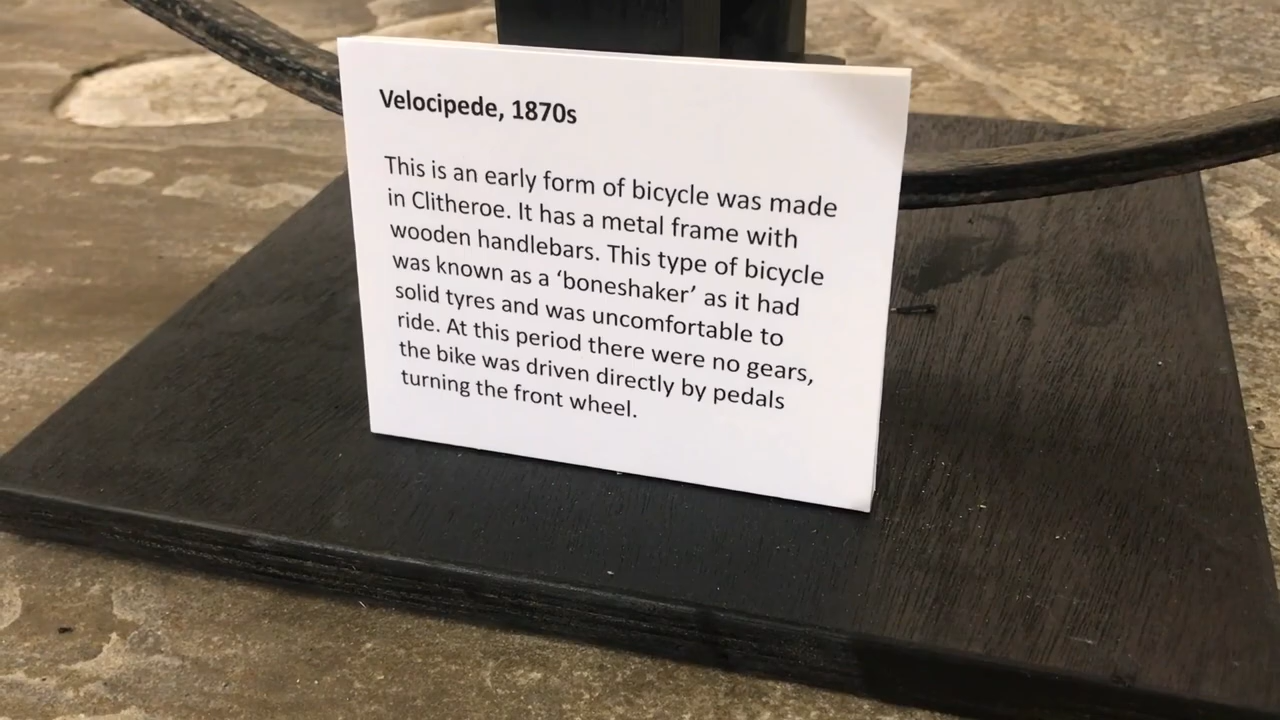 Velocipede, 1870s
This is an early form of bicycle was made
in Clitheroe. It has a metal frame with
wooden handlebars. This type of bicycle
was known as a ‘boneshaker’ as it had
solid tyres and was uncomfortable to
ride. At this period there were no gears,
the bike was driven directly by pedals
turning the front wheel.